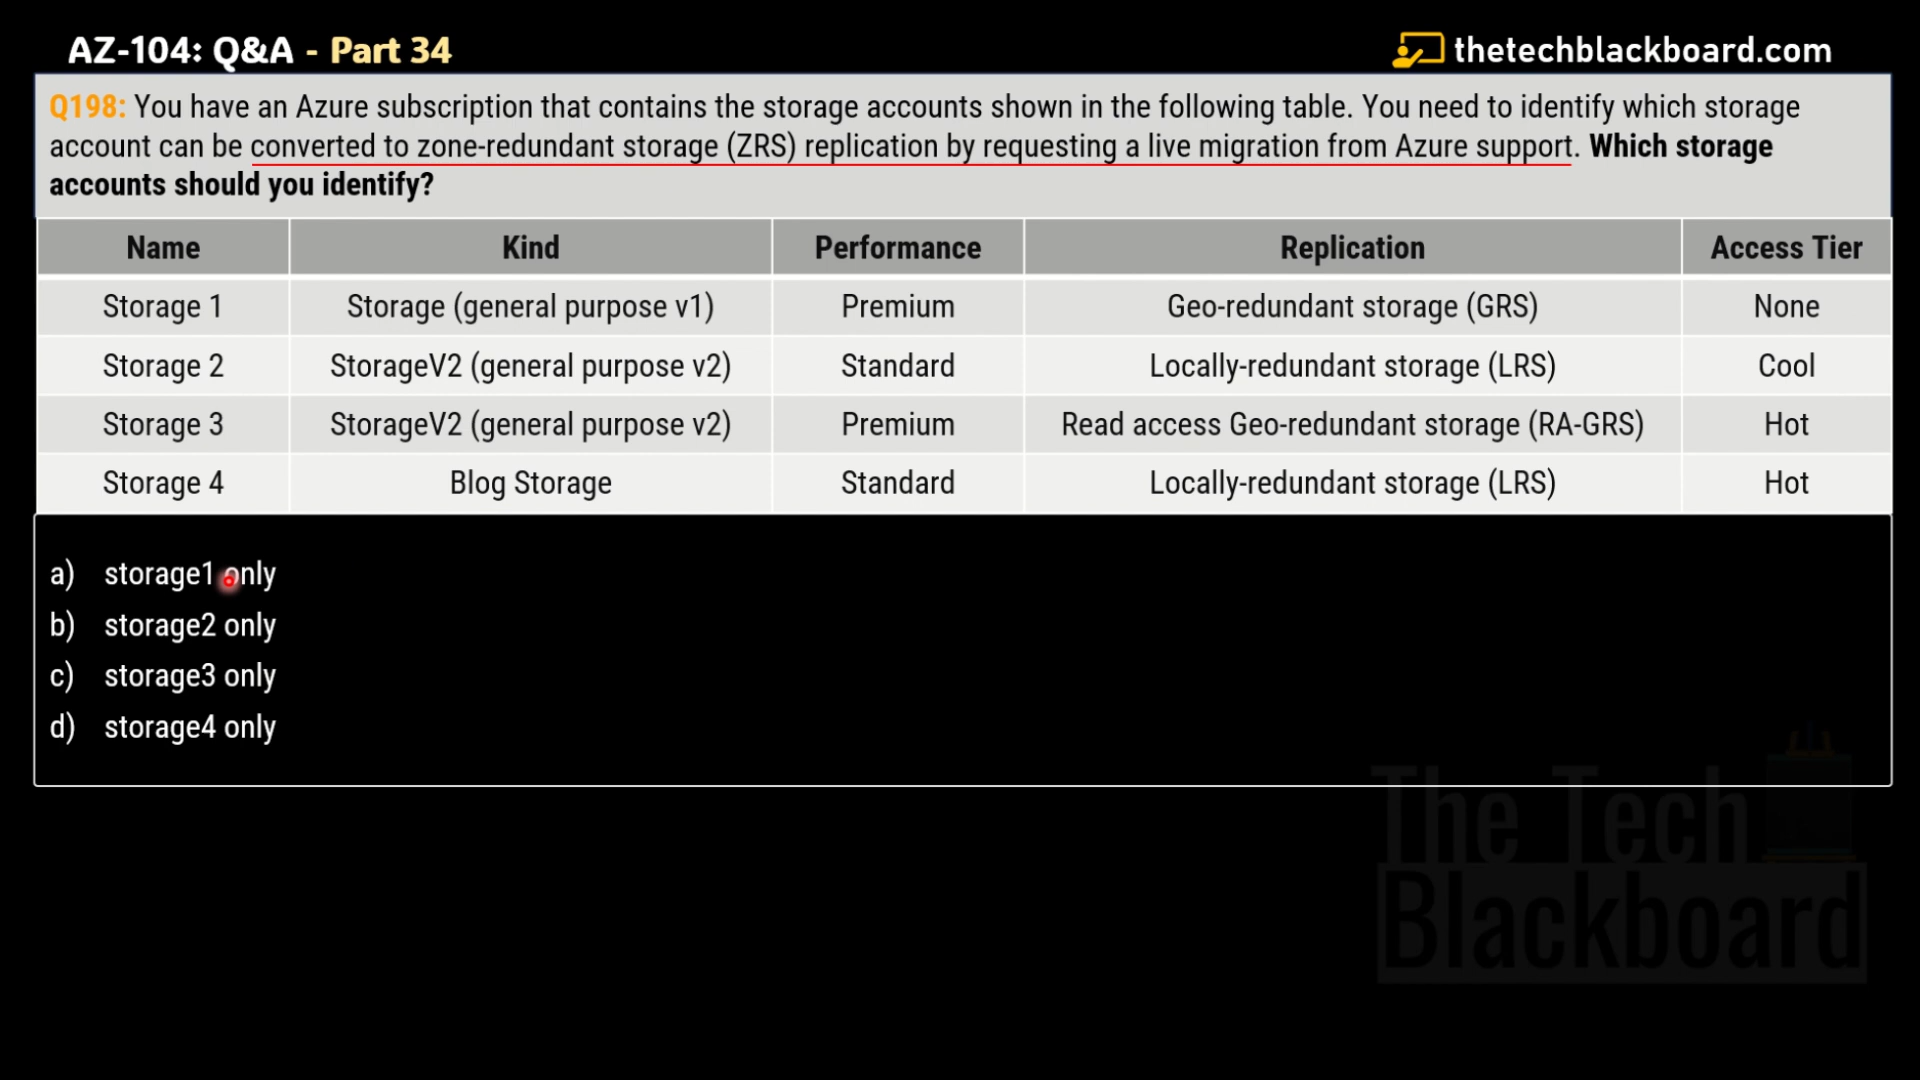 AZ-104: Q&A - Part 34
thetechblackboard.com
Q198: You have an Azure subscription that contains the storage accounts shown in the following table. You need to identify which storage
account can be converted to zone-redundant storage (ZRS) replication by requesting a live migration from Azure support. Which storage
accounts should you identify?
Name Kind Performance Replication Access Tier
Storage 1 Storage (general purpose v1) Premium Geo-redundant storage (GRS) None
Storage 2 StorageV2 (general purpose v2) Standard Locally-redundant storage (LRS) Cool
Storage 3 StorageV2 (general purpose v2) Premium Read access Geo-redundant storage (RA-GRS) Hot
Storage 4 Blog Storage Standard Locally-redundant storage (LRS) Hot
a) storage1 only
b) storage2 only
c) storage3 only
d) storage4 only
The Tech
Blackboard